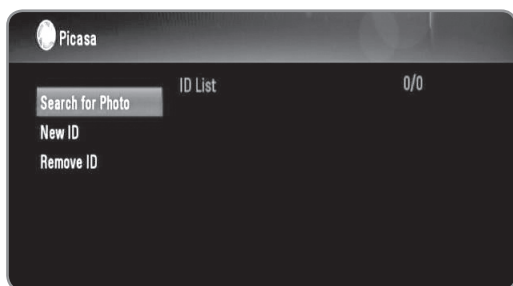 Picasa
ID List 0/0
Search for Photo
New ID
Remove ID